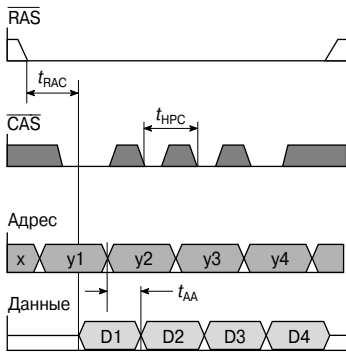 RAS
tRAC
tHPC
CAS
Адрес
x y1 y2 y3 y4
Данные
tAA
D1 D2 D3 D4